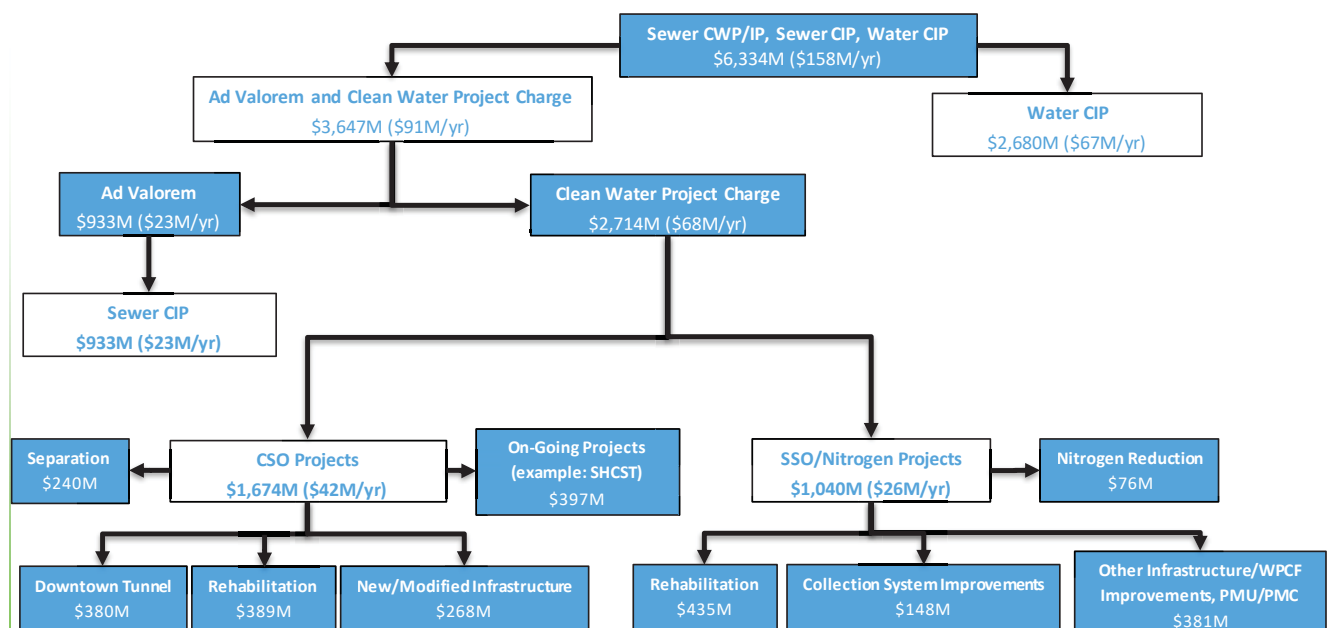 Sewer CWP/IP, Sewer CIP, Water CIP
$6,334M ($158M/yr)
Ad Valorem and Clean Water Project Charge
$3,647M ($91M/yr)
Water CIP
$2,680M ($67M/yr)
Ad Valorem
$933M ($23M/yr)
Clean Water Project Charge
$2,714M ($68M/yr)
Sewer CIP
$933M ($23M/yr)
Separation
$240M
CSO Projects
$1,674M ($42M/yr)
On-Going Projects
(example: SHCST)
$397M
SSO/Nitrogen Projects
$1,040M ($26M/yr)
Nitrogen Reduction
$76M
Downtown Tunnel
$380M
Rehabilitation
$389M
New/Modified Infrastructure
$268M
Rehabilitation
$435M
Collection System Improvements
$148M
Other Infrastructure/WPCF
Improvements, PMU/PMC
$381M